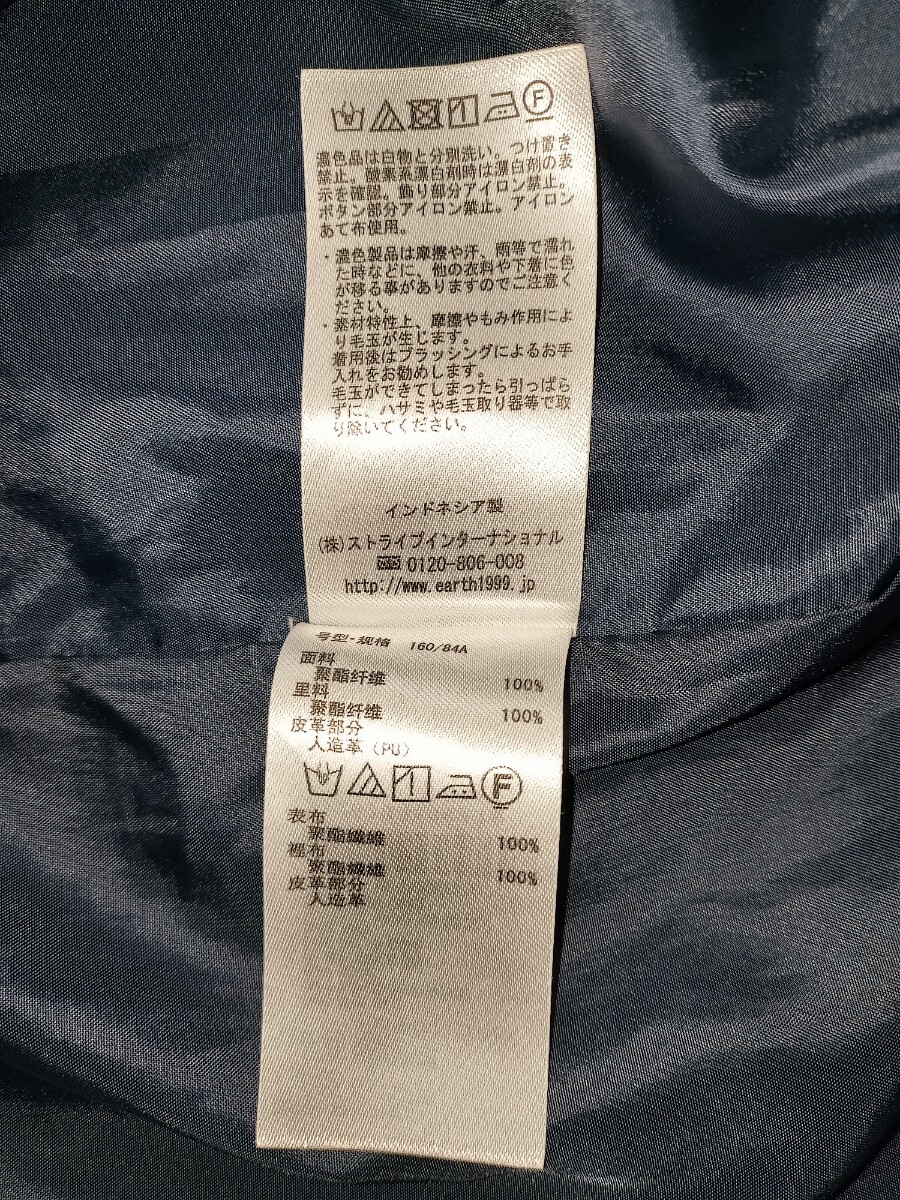 濃色品は白物と分別洗い。つけ置き
禁止。酸素系漂白剤時は漂白剤の表
示を確認。飾り部分アイロン禁止。
ボタン部分アイロン禁止。アイロン
あて布使用。
・濃色製品は摩擦や汗、雨等で濡れ
た時などに、他の衣料や下着に色
が移る事がありますのでご注意く
ださい。
・素材特性上、摩擦やもみ作用によ
り毛玉が生じます。
着用後はブラッシングによるお手
入れをお勧めします。
毛玉ができてしまったら引っぱら
ずに、ハサミや毛玉取り器等で取
り除いてください。
インドネシア製
(株)ストライプインターナショナル
0120-806-008
http://www.earth1999.jp
号型・规格 160/84A
面料
聚酯纤维 100%
里料
聚酯纤维 100%
皮革部分
人造革(PU)
F
表布
聚酯纖維 100%
裡布
聚酯纖維 100%
皮革部分
人造革